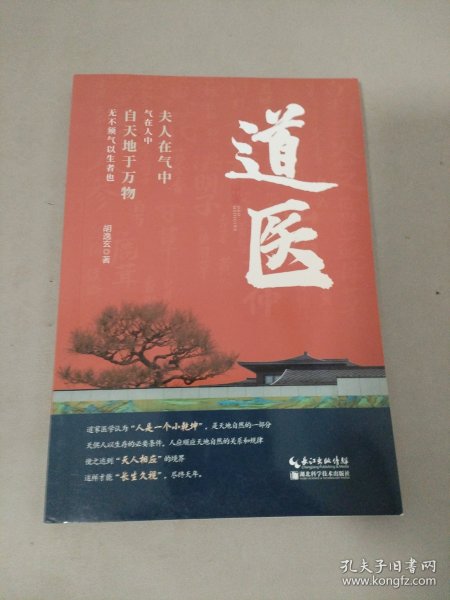 道医
夫人在气中
气在人中
自天地于万物
无不须气以生者也
胡逸玄◎著
道家医学认为“人是一个小乾坤”，是天地自然的一部分
天供人以生存的必要条件，人应顺应天地自然的关系和规律
使之达到“天人相应”的境界
这样才能“长生久视”，尽终天年。
长江出版传媒
湖北科学技术出版社
孔夫子旧书网
www.kongfz.com